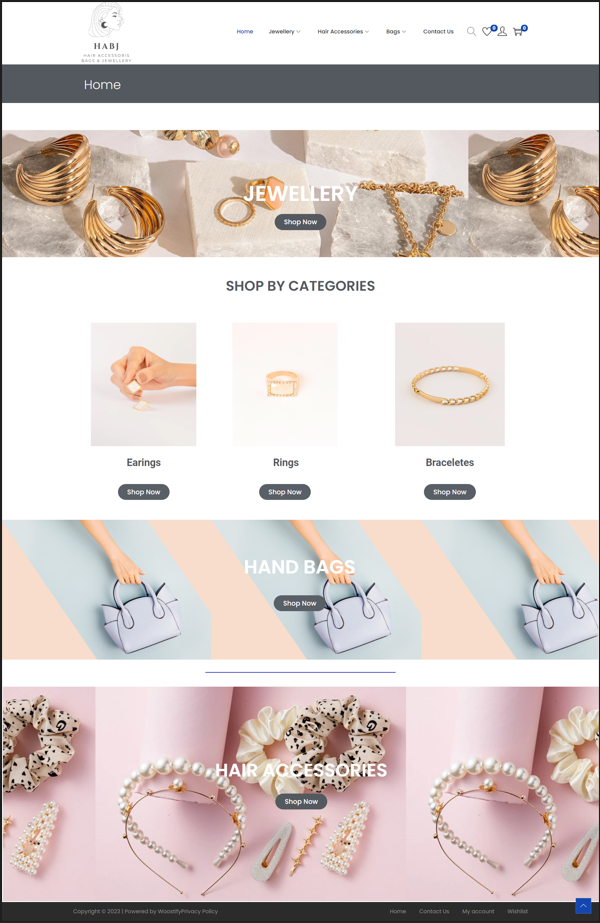 HABJ
HAIR ACCESSORIS
BAGS & JEWELLERY
Home Jewellery Hair Accessories Bags Contact Us 0 0
Home
JEWELLERY
Shop Now
SHOP BY CATEGORIES
Earings Rings Braceletes
Shop Now Shop Now Shop Now
HAND BAGS
Shop Now
HAIR ACCESSORIES
Shop Now
Copyright © 2023 | Powered by WoostifyPrivacy Policy Home Contact Us My account Wishlist